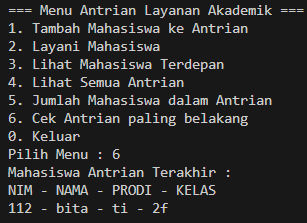 === Menu Antrian Layanan Akademik ===
1. Tambah Mahasiswa ke Antrian
2. Layani Mahasiswa
3. Lihat Mahasiswa Terdepan
4. Lihat Semua Antrian
5. Jumlah Mahasiswa dalam Antrian
6. Cek Antrian paling belakang
0. Keluar
Pilih Menu : 6
Mahasiswa Antrian Terakhir :
NIM - NAMA - PRODI - KELAS
112 - bita - ti - 2f